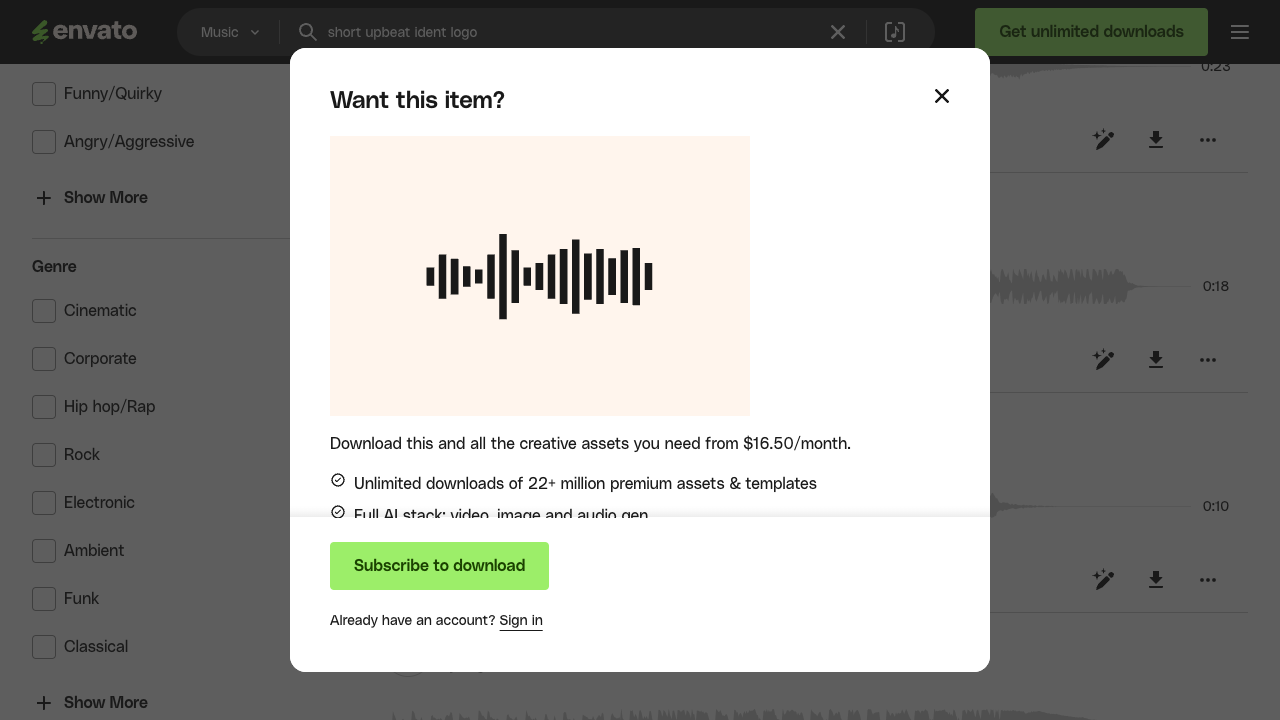 envato
Music
short upbeat ident logo
Get unlimited downloads
0:23
Funny/Quirky
Angry/Aggressive
Show More
Genre
Cinematic
Corporate
Hip hop/Rap
Rock
Electronic
Ambient
Funk
Classical
Show More
Want this item?
Download this and all the creative assets you need from $16.50/month.
Unlimited downloads of 22+ million premium assets & templates
Full AI stack: video, image and audio gen
Subscribe to download
Already have an account? Sign in
0:18
0:10